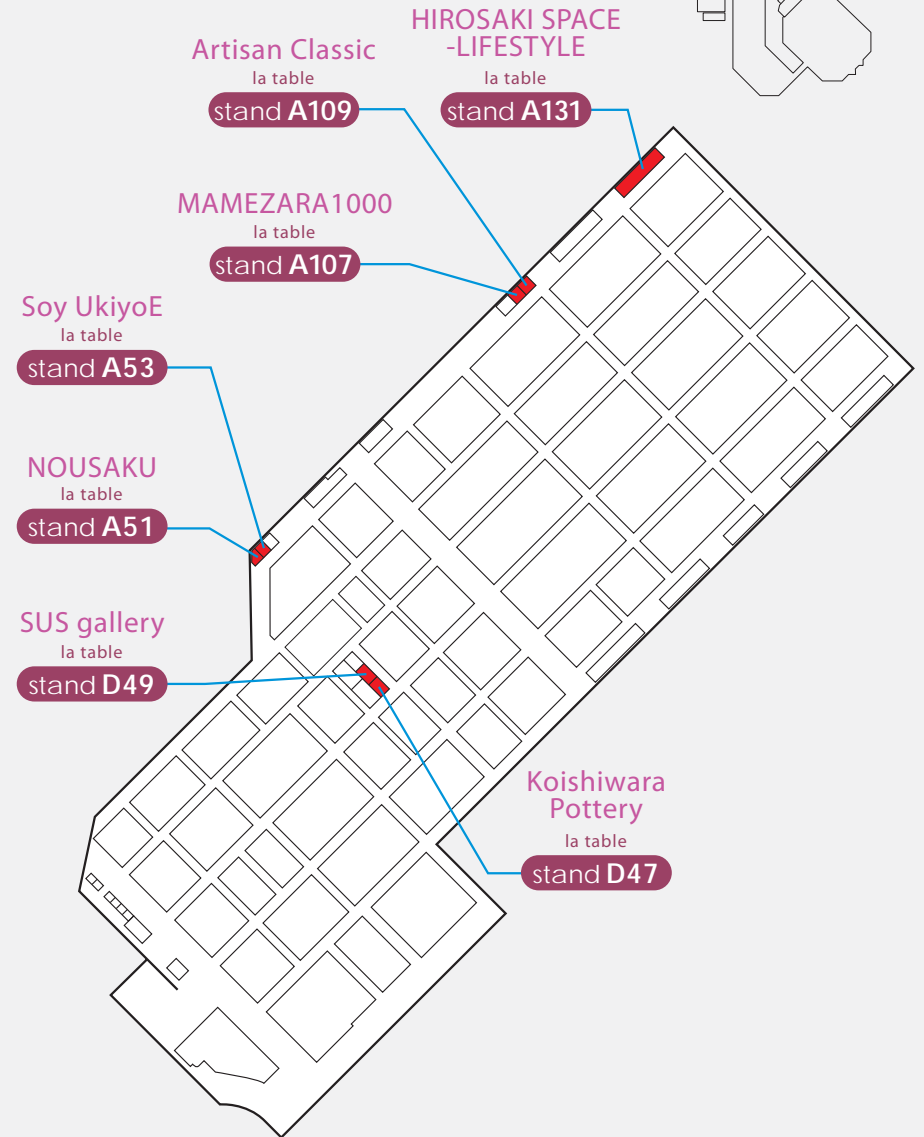 HIROSAKI SPACE
-LIFESTYLE
la table
stand A131
Artisan Classic
la table
stand A109
MAMEZARA1000
la table
stand A107
Soy UkiyoE
la table
stand A53
NOUSAKU
la table
stand A51
SUS gallery
la table
stand D49
Koishiwara
Pottery
la table
stand D47